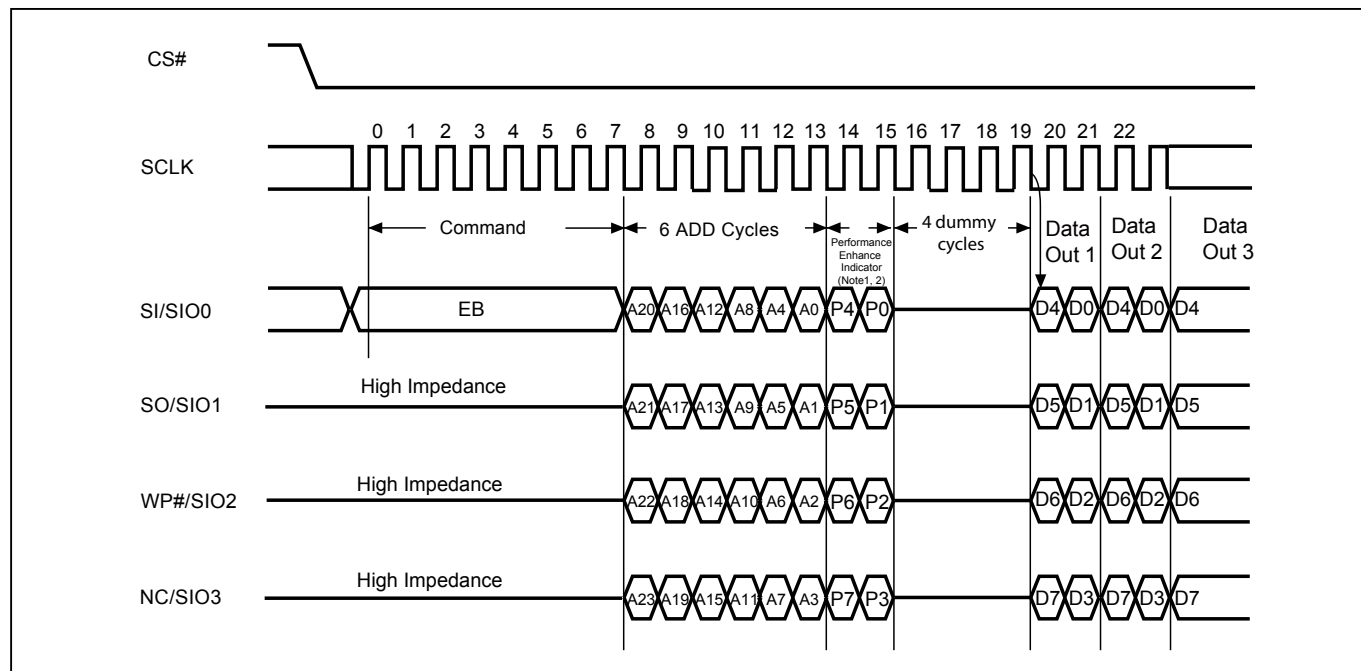 CS#
0 1 2 3 4 5 6 7 8 9 10 11 12 13 14 15 16 17 18 19 20 21 22
SCLK
Command
6 ADD Cycles
Performance
Enhance
Indicator
(Note1, 2)
4 dummy
cycles
Data
Out 1
Data
Out 2
Data
Out 3
SI/SIO0
EB
A20 A16 A12 A8 A4 A0 P4 P0 D4 D0 D4 D0 D4
SO/SIO1
High Impedance
A21 A17 A13 A9 A5 A1 P5 P1 D5 D1 D5 D1 D5
WP#/SIO2
High Impedance
A22 A18 A14 A10 A6 A2 P6 P2 D6 D2 D6 D2 D6
NC/SIO3
High Impedance
A23 A19 A15 A11 A7 A3 P7 P3 D7 D3 D7 D3 D7